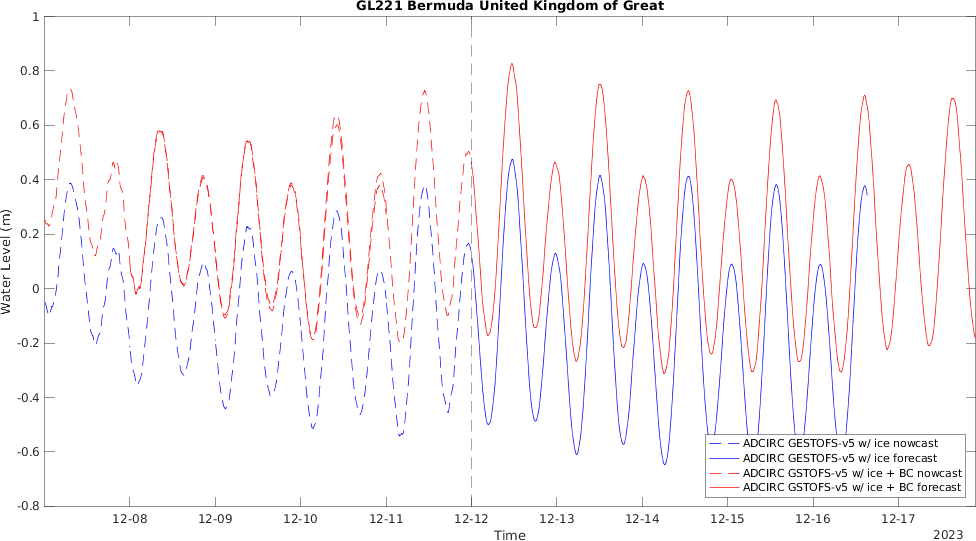 GL221 Bermuda United Kingdom of Great
1
0.8
0.6
0.4
0.2
0
-0.2
-0.4
-0.6
-0.8
Water Level (m)
ADCIRC GESTOFS-v5 w/ ice nowcast
ADCIRC GESTOFS-v5 w/ ice forecast
ADCIRC GSTOFS-v5 w/ ice + BC nowcast
ADCIRC GSTOFS-v5 w/ ice + BC forecast
12-08 12-09 12-10 12-11 12-12 12-13 12-14 12-15 12-16 12-17
Time
2023